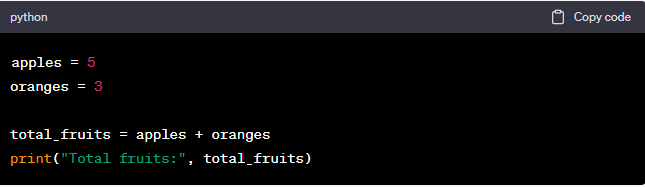 python Copy code
apples = 5
oranges = 3
total_fruits = apples + oranges
print("Total fruits:", total_fruits)